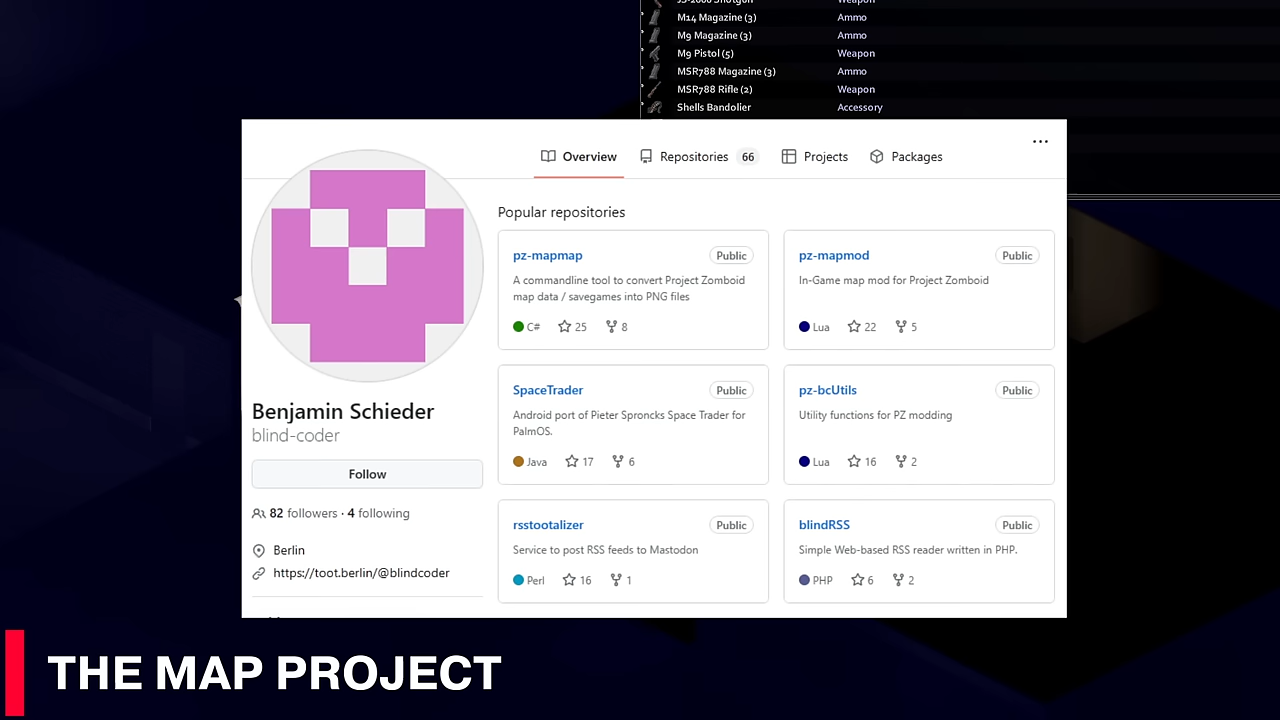 JS-2000 Shotgun Weapon
M14 Magazine (3) Ammo
M9 Magazine (3) Ammo
M9 Pistol (5) Weapon
MSR788 Magazine (3) Ammo
MSR788 Rifle (2) Weapon
Shells Bandolier Accessory
Overview Repositories 66 Projects Packages
Popular repositories
pz-mapmap Public
A commandline tool to convert Project Zomboid
map data / savegames into PNG files
C# 25 8
pz-mapmod Public
In-Game map mod for Project Zomboid
Lua 22 5
SpaceTrader Public
Android port of Pieter Sproncks Space Trader for
PalmOS.
Java 17 6
pz-bcUtils Public
Utility functions for PZ modding
Lua 16 2
rsstootalizer Public
Service to post RSS feeds to Mastodon
Perl 16 1
blindRSS Public
Simple Web-based RSS reader written in PHP.
PHP 6 2
Benjamin Schieder
blind-coder
Follow
82 followers · 4 following
Berlin
https://toot.berlin/@blindcoder
THE MAP PROJECT